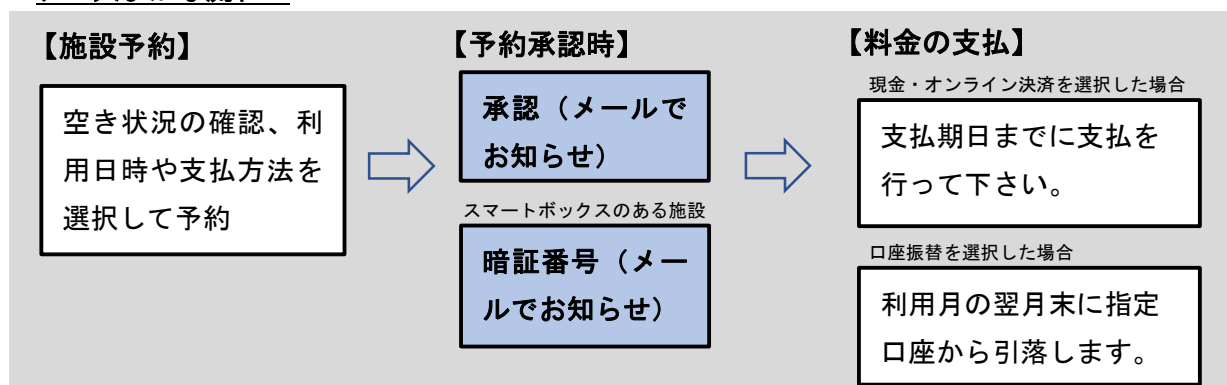 【施設予約】
空き状況の確認、利
用日時や支払方法を
選択して予約
【予約承認時】
承認（メールで
お知らせ）
スマートボックスのある施設
暗証番号（メー
ルでお知らせ）
【料金の支払】
現金・オンライン決済を選択した場合
支払期日までに支払を
行って下さい。
口座振替を選択した場合
利用月の翌月末に指定
口座から引落します。